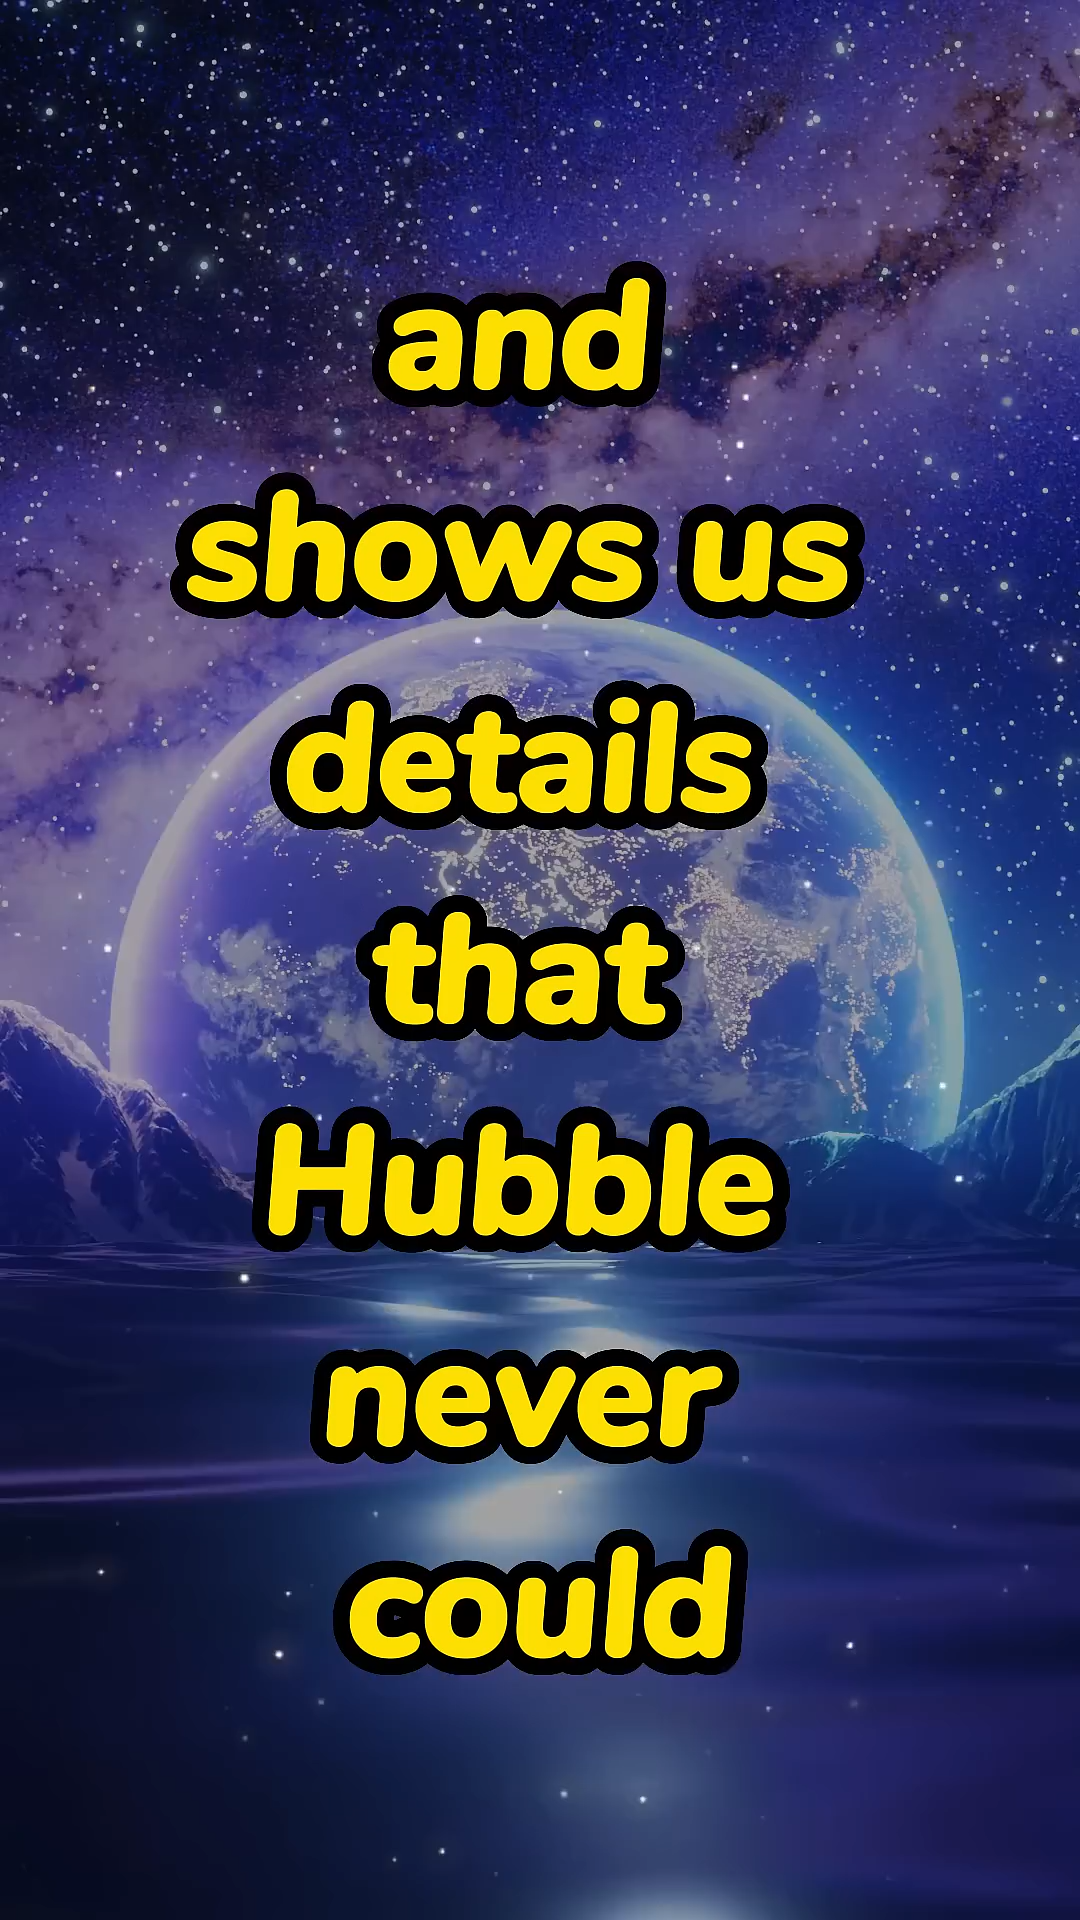 and
shows us
details
that
Hubble
never
could